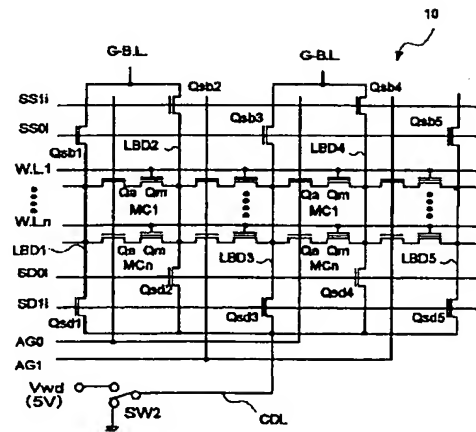 10
G-B.L. G-B.L.
Qsb2 Qsb4
SS1i
SS0i Qsb3 Qsb5
Qsb1 LBD2 LBD4
W.L.1
Qa Qm Qa Qm
MC1 MC1
W.L.n
Qa Qm Qa Qm
LBD1 MCn LBD3 MCn LBD5
SD0i Qsd2 Qsd4
SD1i
Qsd1 Qsd3 Qsd5
AG0
AG1
Vwd
(5V)
SW2 CDL